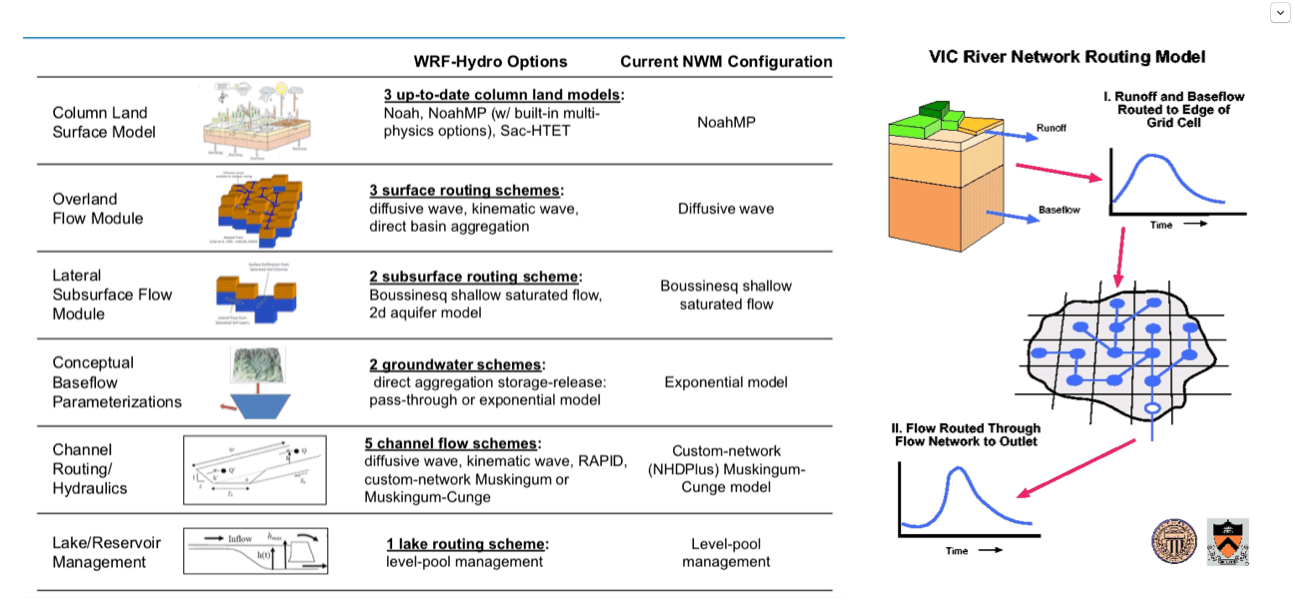 WRF-Hydro Options
Current NWM Configuration
Column Land
Surface Model
3 up-to-date column land models:
Noah, NoahMP (w/ built-in multi-
physics options), Sac-HTET
NoahMP
Overland
Flow Module
3 surface routing schemes:
diffusive wave, kinematic wave,
direct basin aggregation
Diffusive wave
Lateral
Subsurface Flow
Module
2 subsurface routing scheme:
Boussinesq shallow saturated flow,
2d aquifer model
Boussinesq shallow
saturated flow
Conceptual
Baseflow
Parameterizations
2 groundwater schemes:
direct aggregation storage-release:
pass-through or exponential model
Exponential model
Channel
Routing/
Hydraulics
5 channel flow schemes:
diffusive wave, kinematic wave, RAPID,
custom-network Muskingum or
Muskingum-Cunge
Custom-network
(NHDPlus) Muskingum-
Cunge model
Lake/Reservoir
Management
Inflow
h(t)
1 lake routing scheme:
level-pool management
Level-pool
management
VIC River Network Routing Model
I. Runoff and Baseflow
Routed to Edge of
Grid Cell
Runoff
Baseflow
Time
II. Flow Routed Through
Flow Network to Outlet
Time